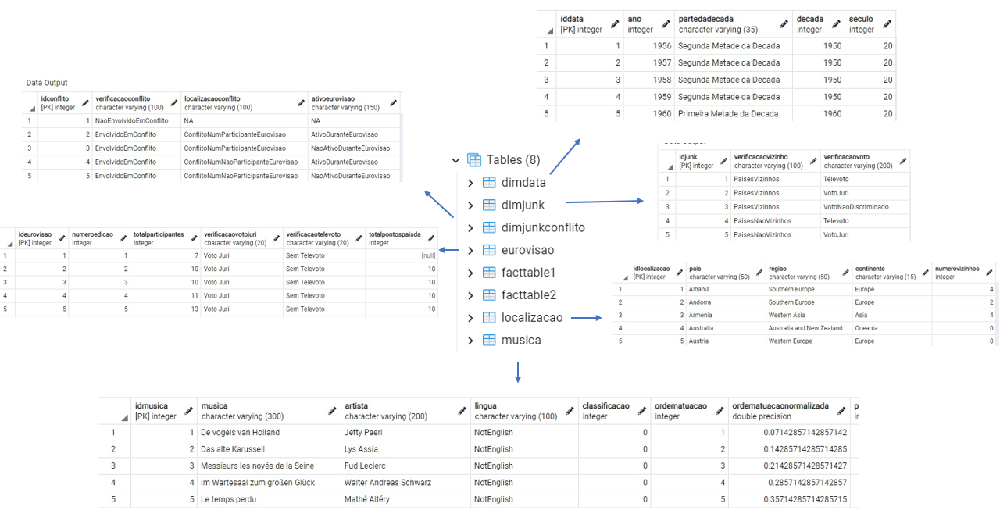 iddata ano partedadecada decada seculo
[PK] integer integer character varying (35) integer integer
1 1 1956 Segunda Metade da Decada 1950 20
2 2 1957 Segunda Metade da Decada 1950 20
3 3 1958 Segunda Metade da Decada 1950 20
4 4 1959 Segunda Metade da Decada 1950 20
5 5 1960 Primeira Metade da Decada 1960 20
Data Output
idconflito verificacaoconflito localizacaoconflito ativoeurovisao
[PK] integer character varying (100) character varying (100) character varying (150)
1 1 NaoEnvolvidoEmConflito NA NA
2 2 EnvolvidoEmConflito ConflitoNumParticipanteEurovisao AtivoDuranteEurovisao
3 3 EnvolvidoEmConflito ConflitoNumParticipanteEurovisao NaoAtivoDuranteEurovisao
4 4 EnvolvidoEmConflito ConflitoNumNaoParticipanteEurovisao AtivoDuranteEurovisao
5 5 EnvolvidoEmConflito ConflitoNumNaoParticipanteEurovisao NaoAtivoDuranteEurovisao
Tables (8)
dimdata
dimjunk
dimjunkconflito
eurovisao
facttable1
facttable2
localizacao
musica
idjunk verificacaovizinho verificacaovoto
[PK] integer character varying (100) character varying (200)
1 1 PaisesVizinhos Televoto
2 2 PaisesVizinhos VotoJuri
3 3 PaisesVizinhos VotoNaoDiscriminado
4 4 PaisesNaoVizinhos Televoto
5 5 PaisesNaoVizinhos VotoJuri
ideurovisao numeroedicao totalparticipantes verificacaovotojuri verificacaotelevoto totalpontospaisda
[PK] integer integer integer character varying (20) character varying (20) integer
1 1 1 7 Voto Juri Sem Televoto [null]
2 2 2 10 Voto Juri Sem Televoto 10
3 3 3 10 Voto Juri Sem Televoto 10
4 4 4 11 Voto Juri Sem Televoto 10
5 5 5 13 Voto Juri Sem Televoto 10
idlocalizacao pais regiao continente numerovizinhos
[PK] integer character varying (50) character varying (50) character varying (15) integer
1 1 Albania Southern Europe Europe 4
2 2 Andorra Southern Europe Europe 2
3 3 Armenia Western Asia Asia 4
4 4 Australia Australia and New Zealand Oceania 0
5 5 Austria Western Europe Europe 8
idmusica musica artista lingua classificacao ordematuacao ordematuacaonormalizada
[PK] integer character varying (300) character varying (200) character varying (100) integer integer double precision
1 1 De vogels van Holland Jetty Paerl NotEnglish 0 1 0.07142857142857142
2 2 Das alte Karussell Lys Assia NotEnglish 0 2 0.14285714285714285
3 3 Messieurs les noyés de la Seine Fud Leclerc NotEnglish 0 3 0.21428571428571427
4 4 Im Wartesaal zum großen Glück Walter Andreas Schwarz NotEnglish 0 4 0.2857142857142857
5 5 Le temps perdu Mathé Altéry NotEnglish 0 5 0.35714285714285715